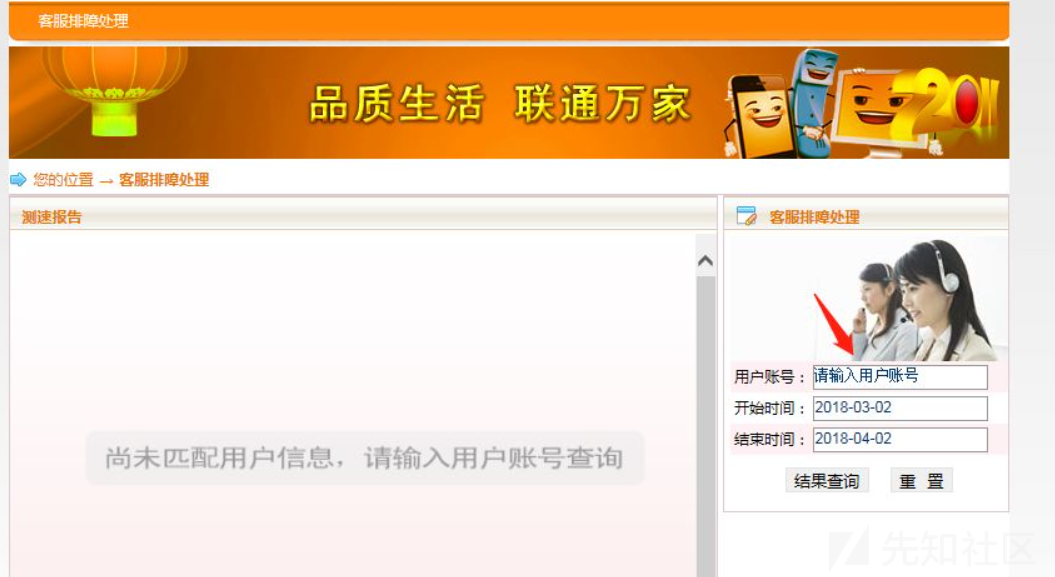 客服排障处理
品质生活 联通万家
2011
您的位置 → 客服排障处理
测速报告
客服排障处理
用户账号：请输入用户账号
开始时间：2018-03-02
结束时间：2018-04-02
尚未匹配用户信息，请输入用户账号查询
结果查询 重 置
先知社区